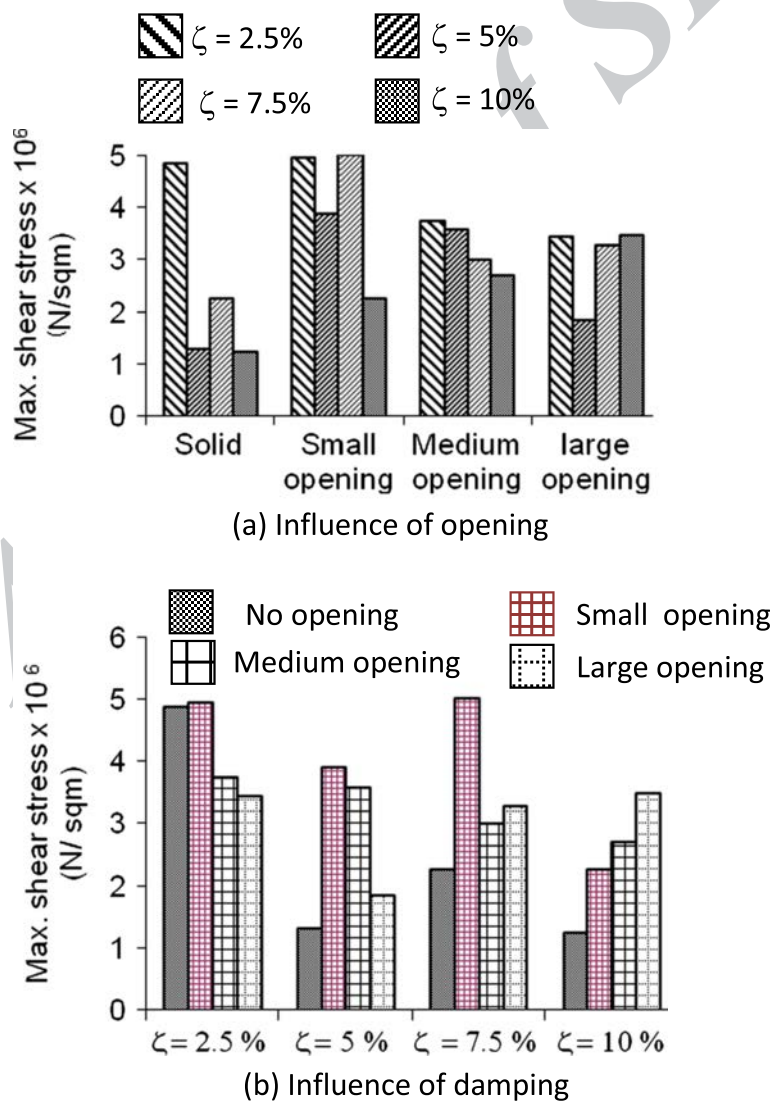 ζ = 2.5% ζ = 5%
ζ = 7.5% ζ = 10%
Max. shear stress x 10⁶
(N/sqm)
5
4
3
2
1
0
Solid Small opening Medium opening large opening
(a) Influence of opening
No opening Small opening
Medium opening Large opening
Max. shear stress x 10⁶
(N/ sqm)
6
5
4
3
2
1
0
ζ= 2.5 % ζ= 5 % ζ = 7.5 % ζ= 10 %
(b) Influence of damping